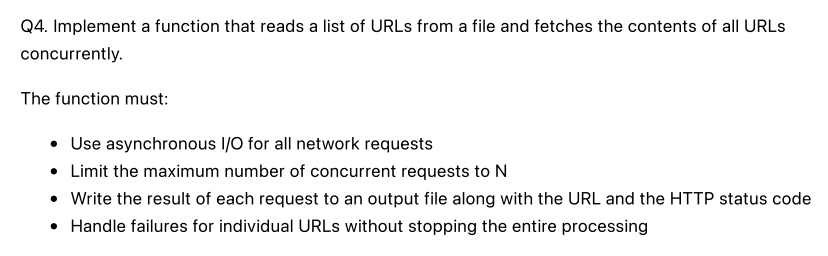 Q4. Implement a function that reads a list of URLs from a file and fetches the contents of all URLs
concurrently.
The function must:
• Use asynchronous I/O for all network requests
• Limit the maximum number of concurrent requests to N
• Write the result of each request to an output file along with the URL and the HTTP status code
• Handle failures for individual URLs without stopping the entire processing